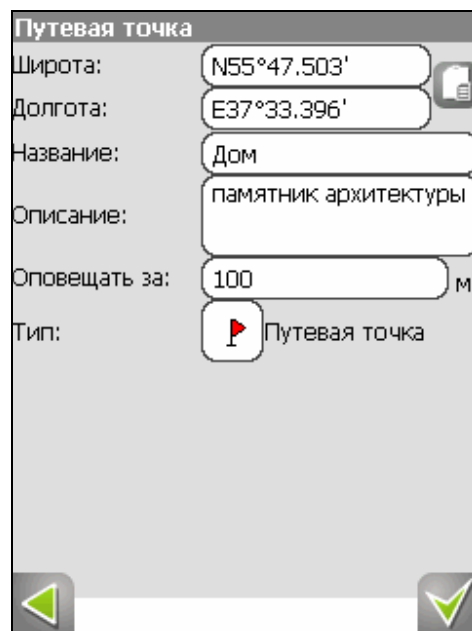 Путевая точка
Широта: N55°47.503'
Долгота: E37°33.396'
Название: Дом
Описание: памятник архитектуры
Оповещать за: 100 м
Тип: Путевая точка